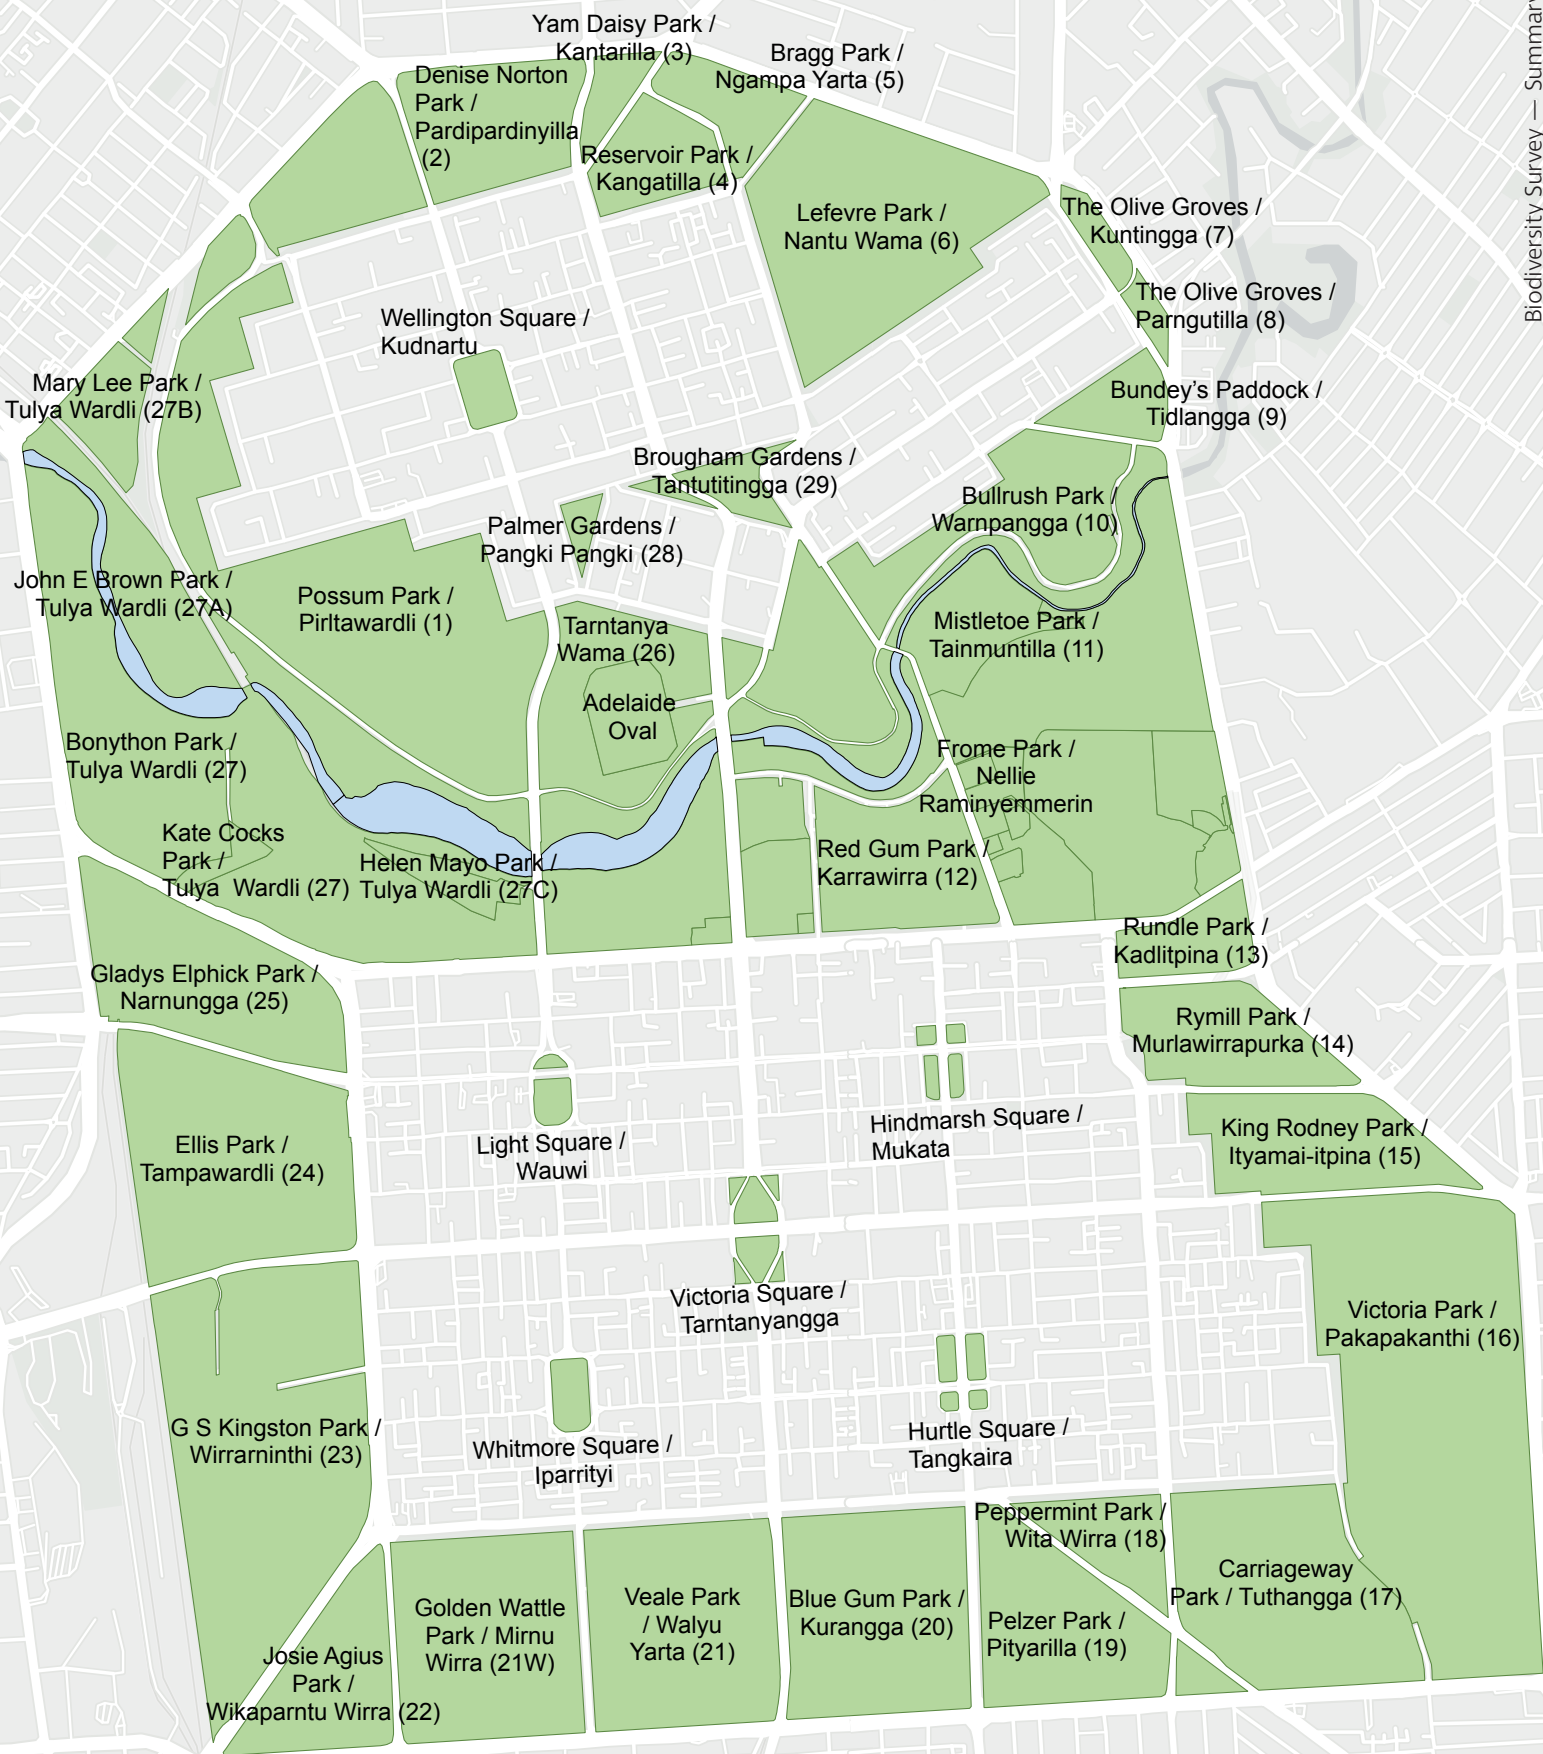 Yam Daisy Park /
Kantarilla (3)
Bragg Park /
Ngampa Yarta (5)
Denise Norton
Park /
Pardipardinyilla
(2)
Reservoir Park /
Kangatilla (4)
Lefevre Park /
Nantu Wama (6)
The Olive Groves /
Kuntingga (7)
The Olive Groves /
Parngutilla (8)
Biodiversity Survey — Summary
Wellington Square /
Kudnartu
Mary Lee Park /
Tulya Wardli (27B)
Bundey’s Paddock /
Tidlangga (9)
Brougham Gardens /
Tantutitingga (29)
Bullrush Park /
Warnpangga (10)
Palmer Gardens /
Pangki Pangki (28)
John E Brown Park /
Tulya Wardli (27A)
Possum Park /
Pirltawardli (1)
Tarntanya
Wama (26)
Mistletoe Park /
Tainmuntilla (11)
Adelaide
Oval
Bonython Park /
Tulya Wardli (27)
Frome Park /
Nellie
Raminyemmerin
Kate Cocks
Park /
Tulya Wardli (27)
Helen Mayo Park /
Tulya Wardli (27C)
Red Gum Park /
Karrawirra (12)
Rundle Park /
Kadlitpina (13)
Gladys Elphick Park /
Narnungga (25)
Rymill Park /
Murlawirrapurka (14)
Ellis Park /
Tampawardli (24)
Light Square /
Wauwi
Hindmarsh Square /
Mukata
King Rodney Park /
Ityamai-itpina (15)
Victoria Square /
Tarntanyangga
Victoria Park /
Pakapakanthi (16)
G S Kingston Park /
Wirrarninthi (23)
Whitmore Square /
Iparrityi
Hurtle Square /
Tangkaira
Peppermint Park /
Wita Wirra (18)
Carriageway
Park / Tuthangga (17)
Golden Wattle
Park / Mirnu
Wirra (21W)
Veale Park
/ Walyu
Yarta (21)
Blue Gum Park /
Kurangga (20)
Pelzer Park /
Pityarilla (19)
Josie Agius
Park /
Wikaparntu Wirra (22)